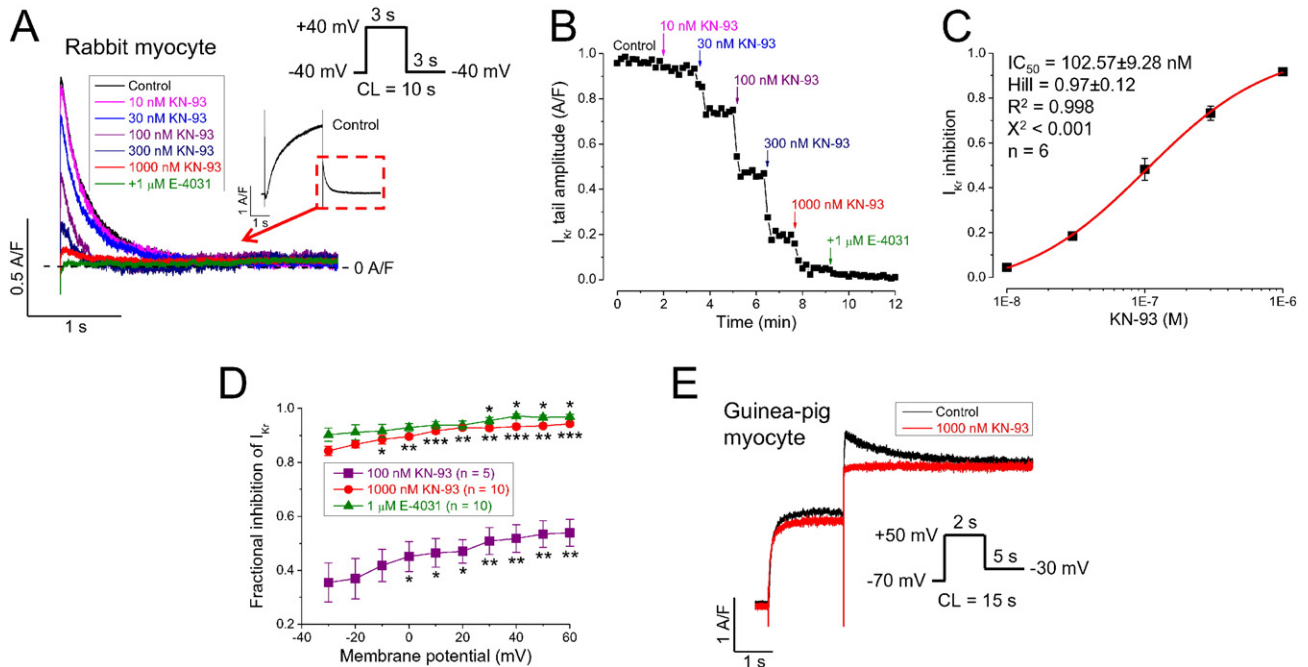 A
Rabbit myocyte
Control
10 nM KN-93
30 nM KN-93
100 nM KN-93
300 nM KN-93
1000 nM KN-93
+1 µM E-4031
3 s
+40 mV
3 s
-40 mV
-40 mV
CL = 10 s
Control
1 A/F
1 s
0.5 A/F
1 s
0 A/F
B
I_Kr tail amplitude (A/F)
1.0
0.8
0.6
0.4
0.2
0.0
Control
10 nM KN-93
30 nM KN-93
100 nM KN-93
300 nM KN-93
1000 nM KN-93
+1 µM E-4031
0 2 4 6 8 10 12
Time (min)
C
I_Kr inhibition
1.0
0.8
0.6
0.4
0.2
0.0
IC50 = 102.57±9.28 nM
Hill = 0.97±0.12
R² = 0.998
X² < 0.001
n = 6
1E-8 1E-7 1E-6
KN-93 (M)
D
Fractional inhibition of I_Kr
1.0
0.8
0.6
0.4
0.2
* * * *
* ** *** ** ** *** ** ***
100 nM KN-93 (n = 5)
1000 nM KN-93 (n = 10)
1 µM E-4031 (n = 10)
* * * ** ** ** **
-40 -20 0 20 40 60
Membrane potential (mV)
E
Guinea-pig
myocyte
Control
1000 nM KN-93
2 s
+50 mV
5 s
-30 mV
-70 mV
CL = 15 s
1 A/F
1 s